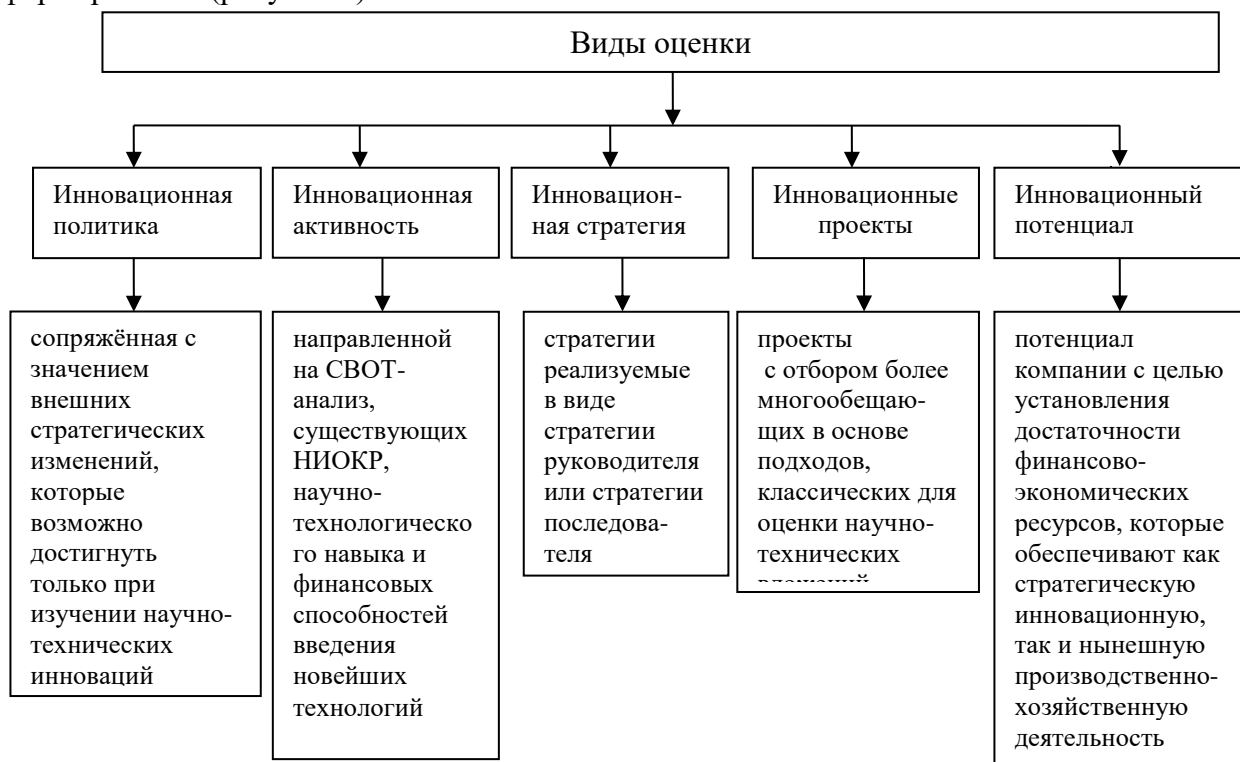 Виды оценки
Инновационная
политика
Инновационная
активность
Инновацион-
ная стратегия
Инновационные
проекты
Инновационный
потенциал
сопряжённая с
значением
внешних
стратегических
изменений,
которые
возможно
достигнуть
только при
изучении научно-
технических
инноваций
направленной
на СВОТ-
анализ,
существующих
НИОКР,
научно-
технологическо
го навыка и
финансовых
способностей
введения
новейших
технологий
стратегии
реализуемые
в виде
стратегии
руководителя
или стратегии
последова-
теля
проекты
с отбором более
многообещаю-
щих в основе
подходов,
классических для
оценки научно-
технических
потенциал
компании с целью
установления
достаточности
финансово-
экономических
ресурсов, которые
обеспечивают как
стратегическую
инновационную,
так и нынешнюю
производственно-
хозяйственную
деятельность